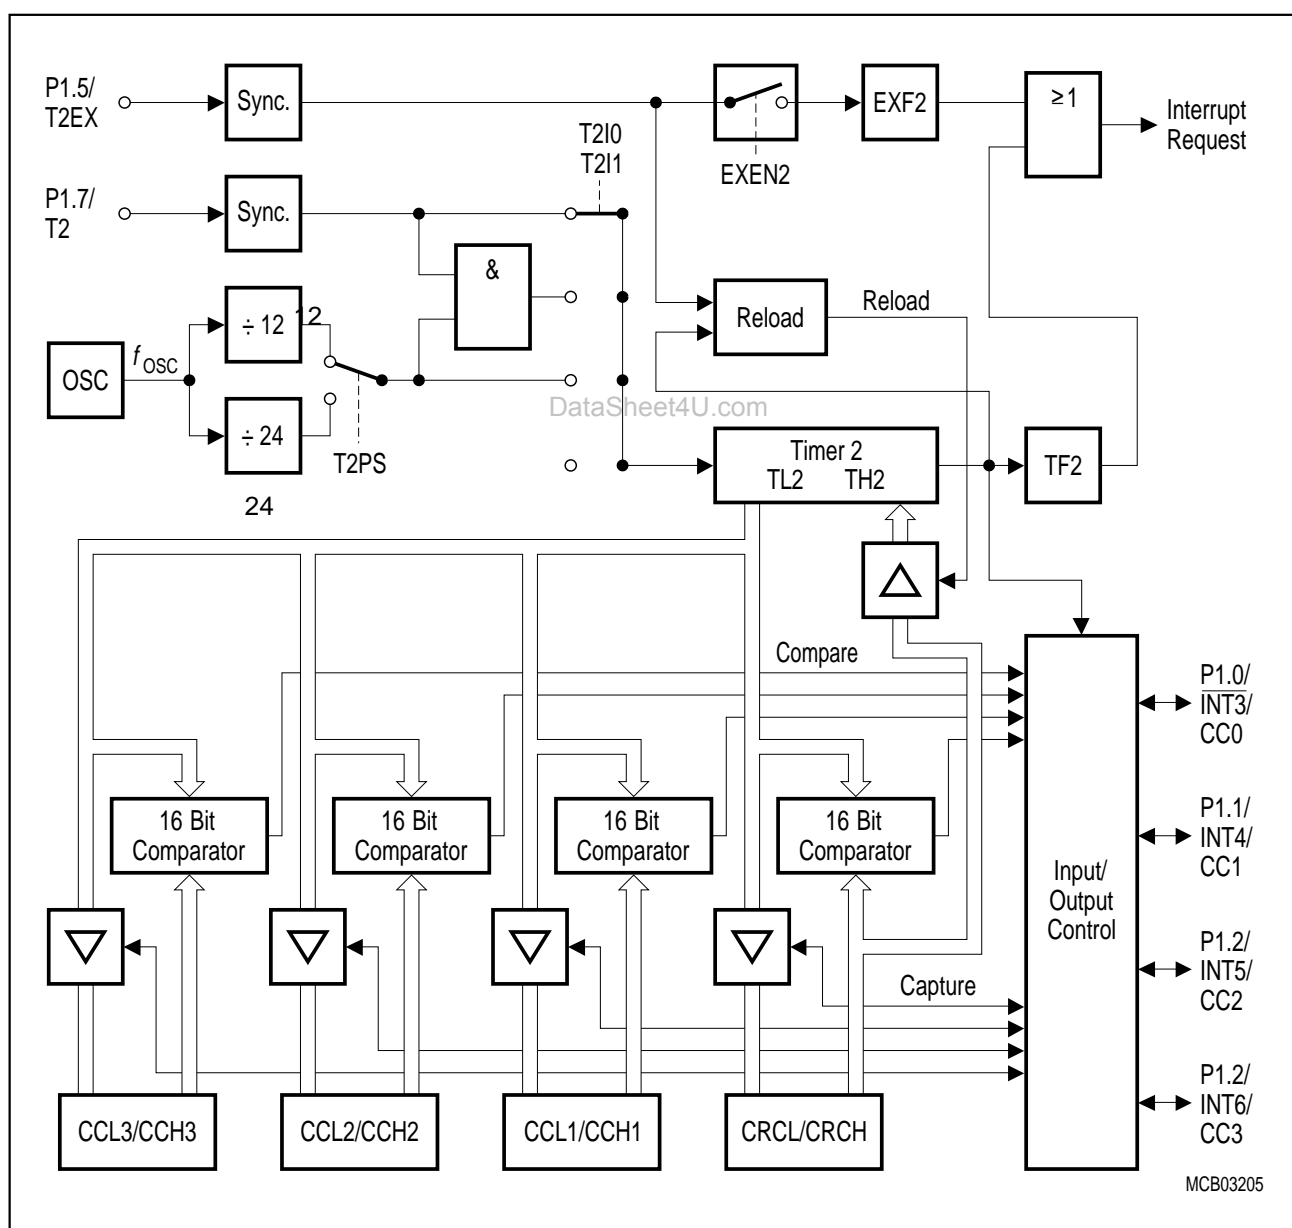 P1.5/
T2EX
Sync.
EXEN2
EXF2
≥1
Interrupt
Request
T2I0
T2I1
P1.7/
T2
Sync.
&
÷ 12
12
OSC
f OSC
÷ 24
24
T2PS
Reload
Reload
DataSheet4U.com
Timer 2
TL2 TH2
TF2
Compare
16 Bit
Comparator
16 Bit
Comparator
16 Bit
Comparator
16 Bit
Comparator
Capture
Input/
Output
Control
P1.0/
INT3/
CC0
P1.1/
INT4/
CC1
P1.2/
INT5/
CC2
P1.2/
INT6/
CC3
CCL3/CCH3
CCL2/CCH2
CCL1/CCH1
CRCL/CRCH
MCB03205